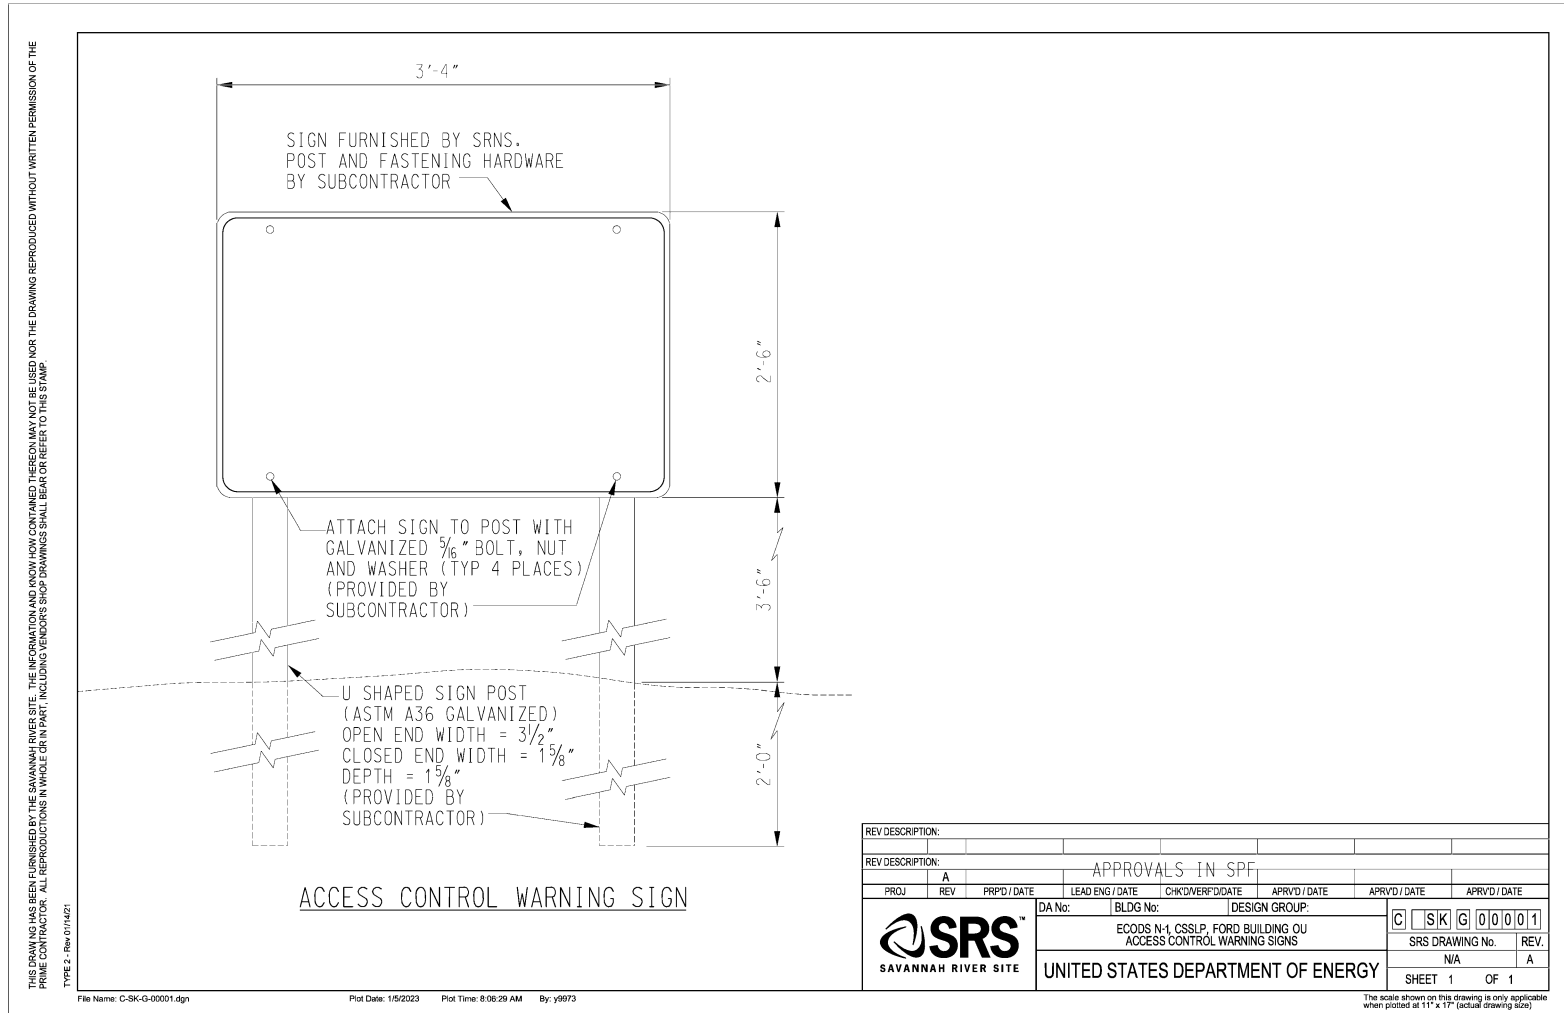 THIS DRAWING HAS BEEN FURNISHED BY THE SAVANNAH RIVER SITE. THE INFORMATION AND KNOW HOW CONTAINED THEREON MAY NOT BE USED NOR THE DRAWING REPRODUCED WITHOUT WRITTEN PERMISSION OF THE
PRIME CONTRACTOR. ALL REPRODUCTIONS IN WHOLE OR IN PART, INCLUDING VENDOR'S SHOP DRAWINGS SHALL BEAR OR REFER TO THIS STAMP.
TYPE 2 - Rev 01/14/21
3'-4"
SIGN FURNISHED BY SRNS.
POST AND FASTENING HARDWARE
BY SUBCONTRACTOR
2'-6"
ATTACH SIGN TO POST WITH
GALVANIZED 5/16" BOLT, NUT
AND WASHER (TYP 4 PLACES)
(PROVIDED BY
SUBCONTRACTOR)
3'-6"
U SHAPED SIGN POST
(ASTM A36 GALVANIZED)
OPEN END WIDTH = 3 1/2"
CLOSED END WIDTH = 1 5/8"
DEPTH = 1 5/8"
(PROVIDED BY
SUBCONTRACTOR)
2'-0"
ACCESS CONTROL WARNING SIGN
REV DESCRIPTION:
REV DESCRIPTION:
APPROVALS IN SPF
A
PROJ REV PRP'D / DATE LEAD ENG / DATE CHK'D/VERF'D/DATE APRV'D / DATE APRV'D / DATE APRV'D / DATE
SRS™
SAVANNAH RIVER SITE
DA No: BLDG No: DESIGN GROUP:
ECODS N-1, CSSLP, FORD BUILDING OU
ACCESS CONTROL WARNING SIGNS
UNITED STATES DEPARTMENT OF ENERGY
C SK G 00001
SRS DRAWING No. REV.
N/A A
SHEET 1 OF 1
File Name: C-SK-G-00001.dgn Plot Date: 1/5/2023 Plot Time: 8:06:29 AM By: y9973
The scale shown on this drawing is only applicable
when plotted at 11" x 17" (actual drawing size)